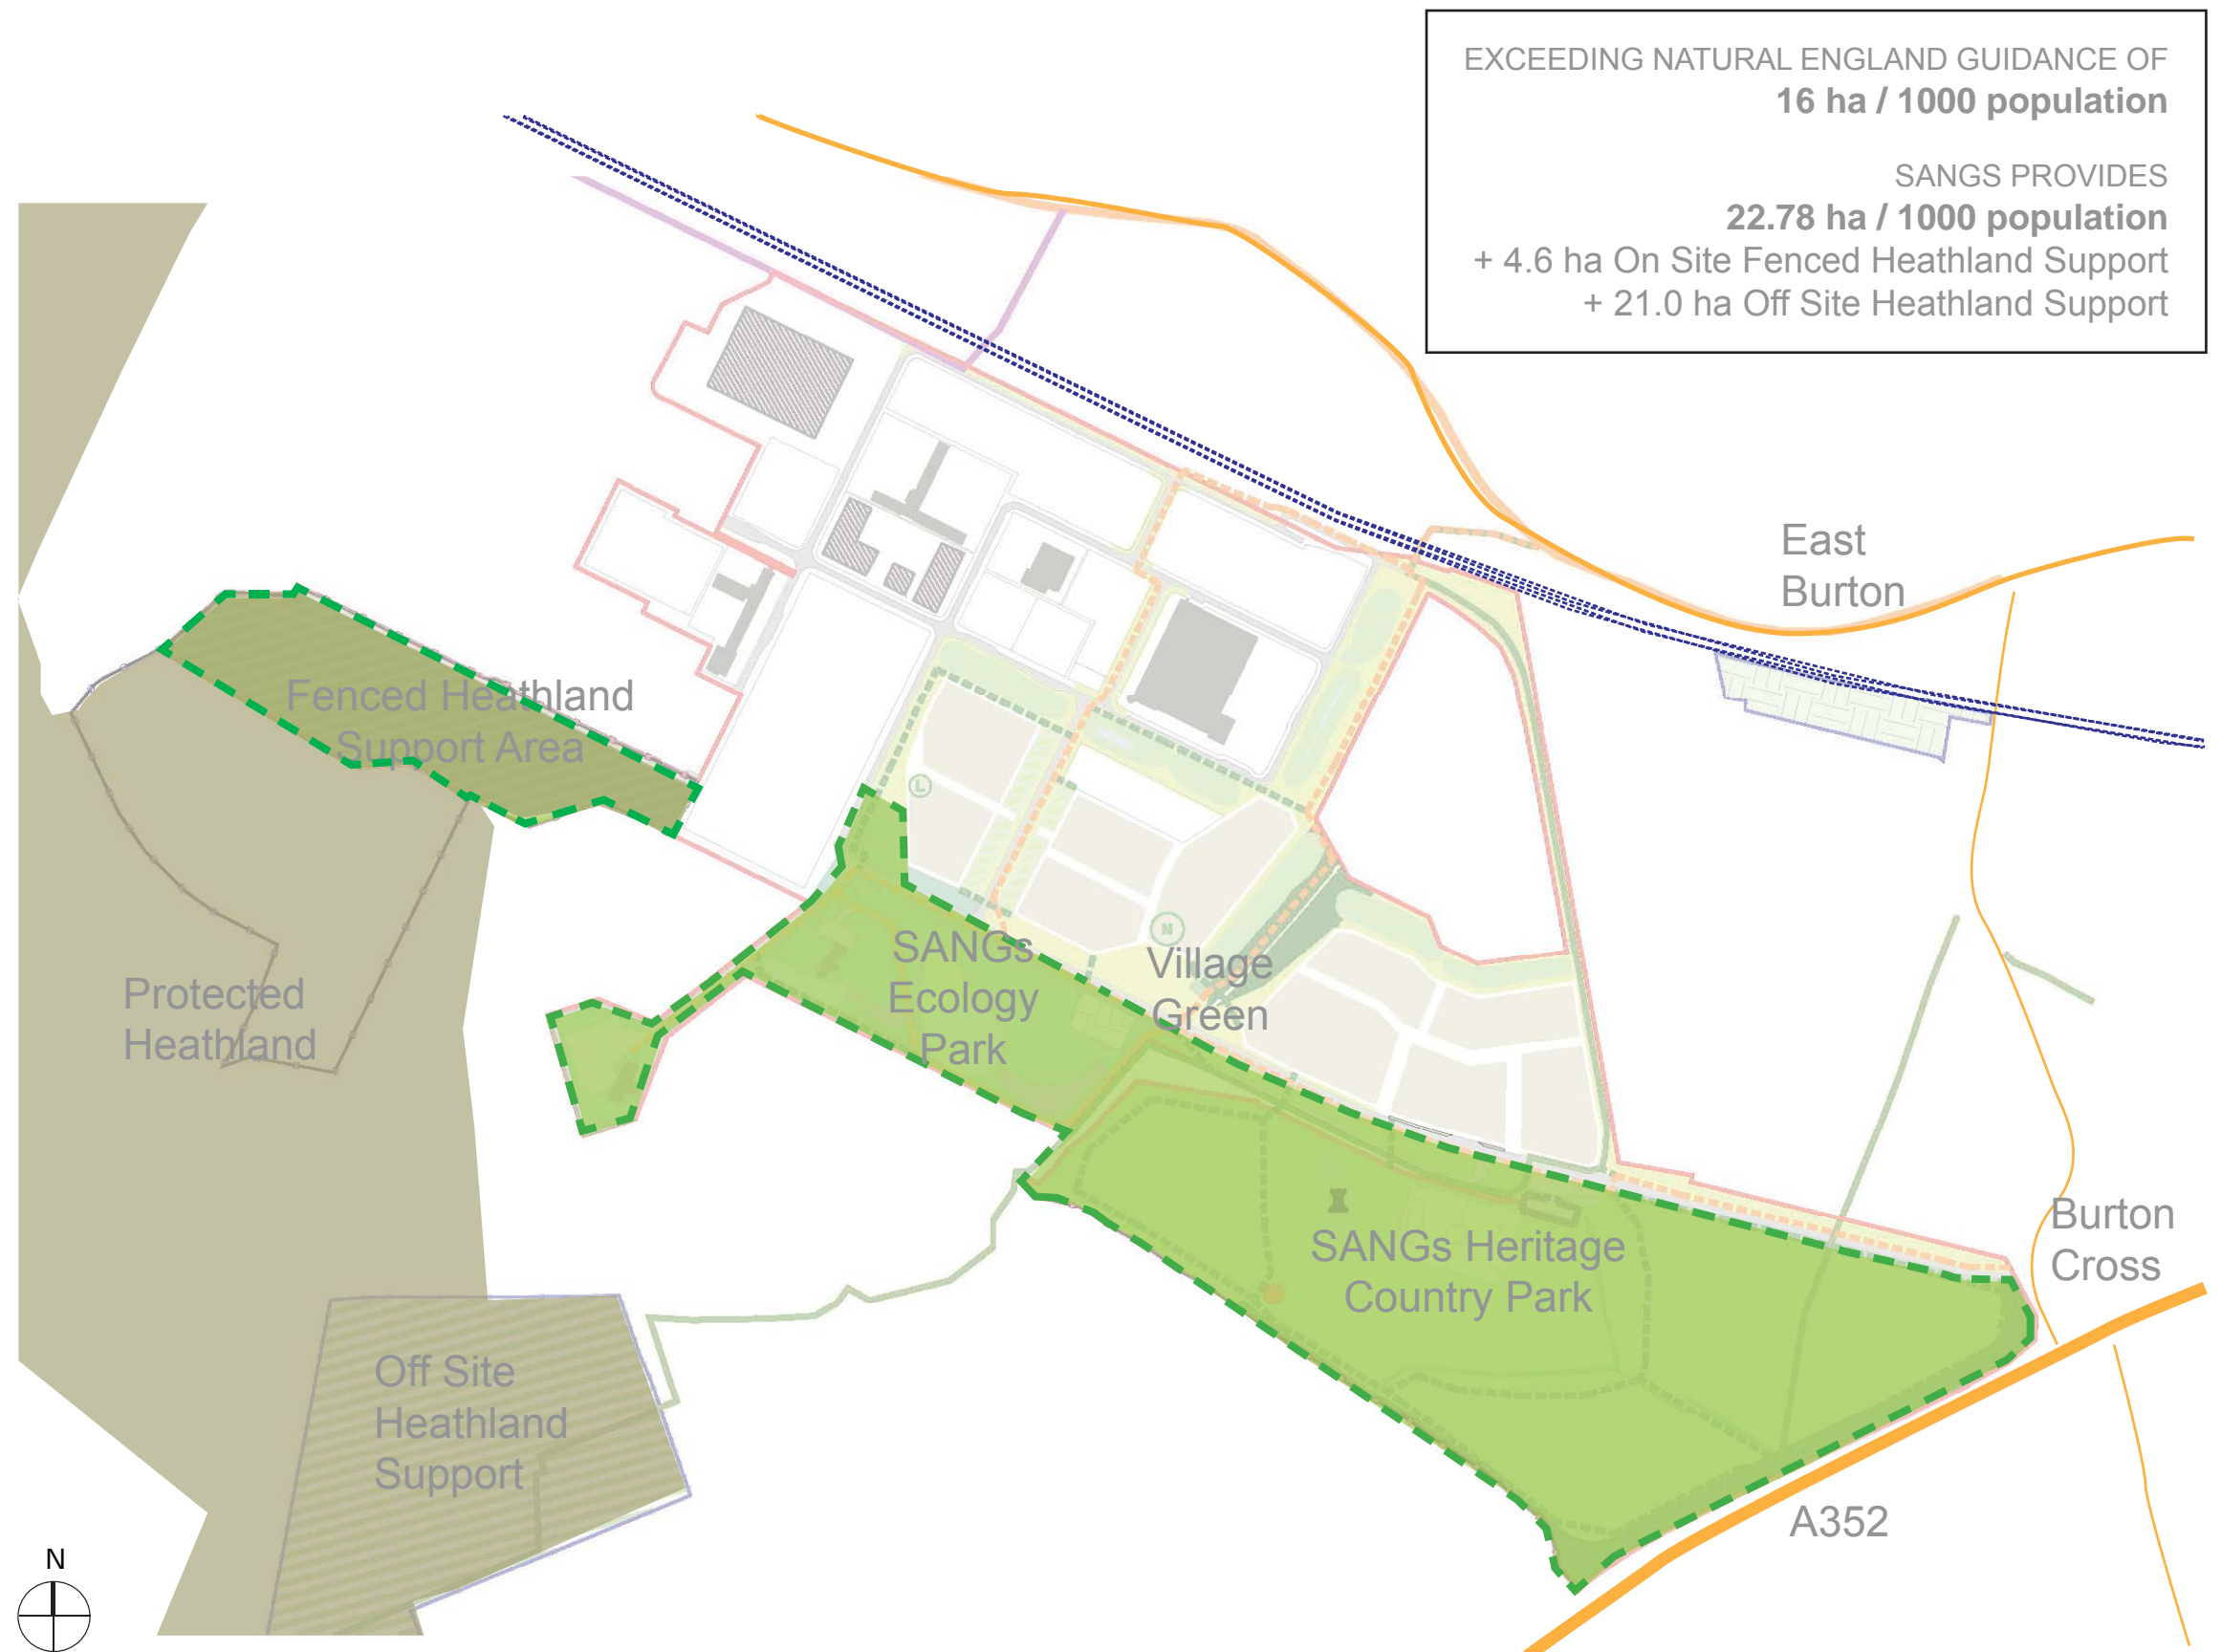 EXCEEDING NATURAL ENGLAND GUIDANCE OF
16 ha / 1000 population
SANGS PROVIDES
22.78 ha / 1000 population
+ 4.6 ha On Site Fenced Heathland Support
+ 21.0 ha Off Site Heathland Support
East
Burton
Fenced Heathland
Support Area
L
N
SANGs
Ecology
Park
Village
Green
Protected
Heathland
Burton
Cross
SANGs Heritage
Country Park
Off Site
Heathland
Support
A352
N